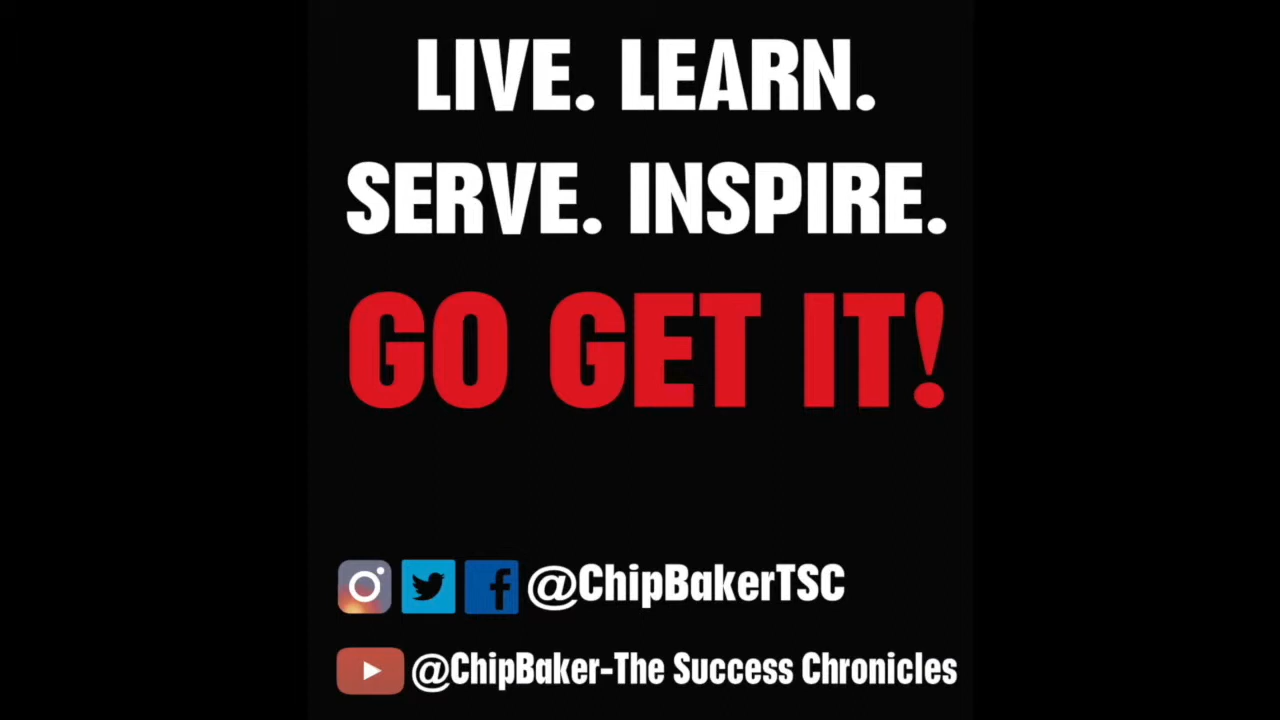 LIVE. LEARN.
SERVE. INSPIRE.
GO GET IT!
@ChipBakerTSC
@ChipBaker-The Success Chronicles